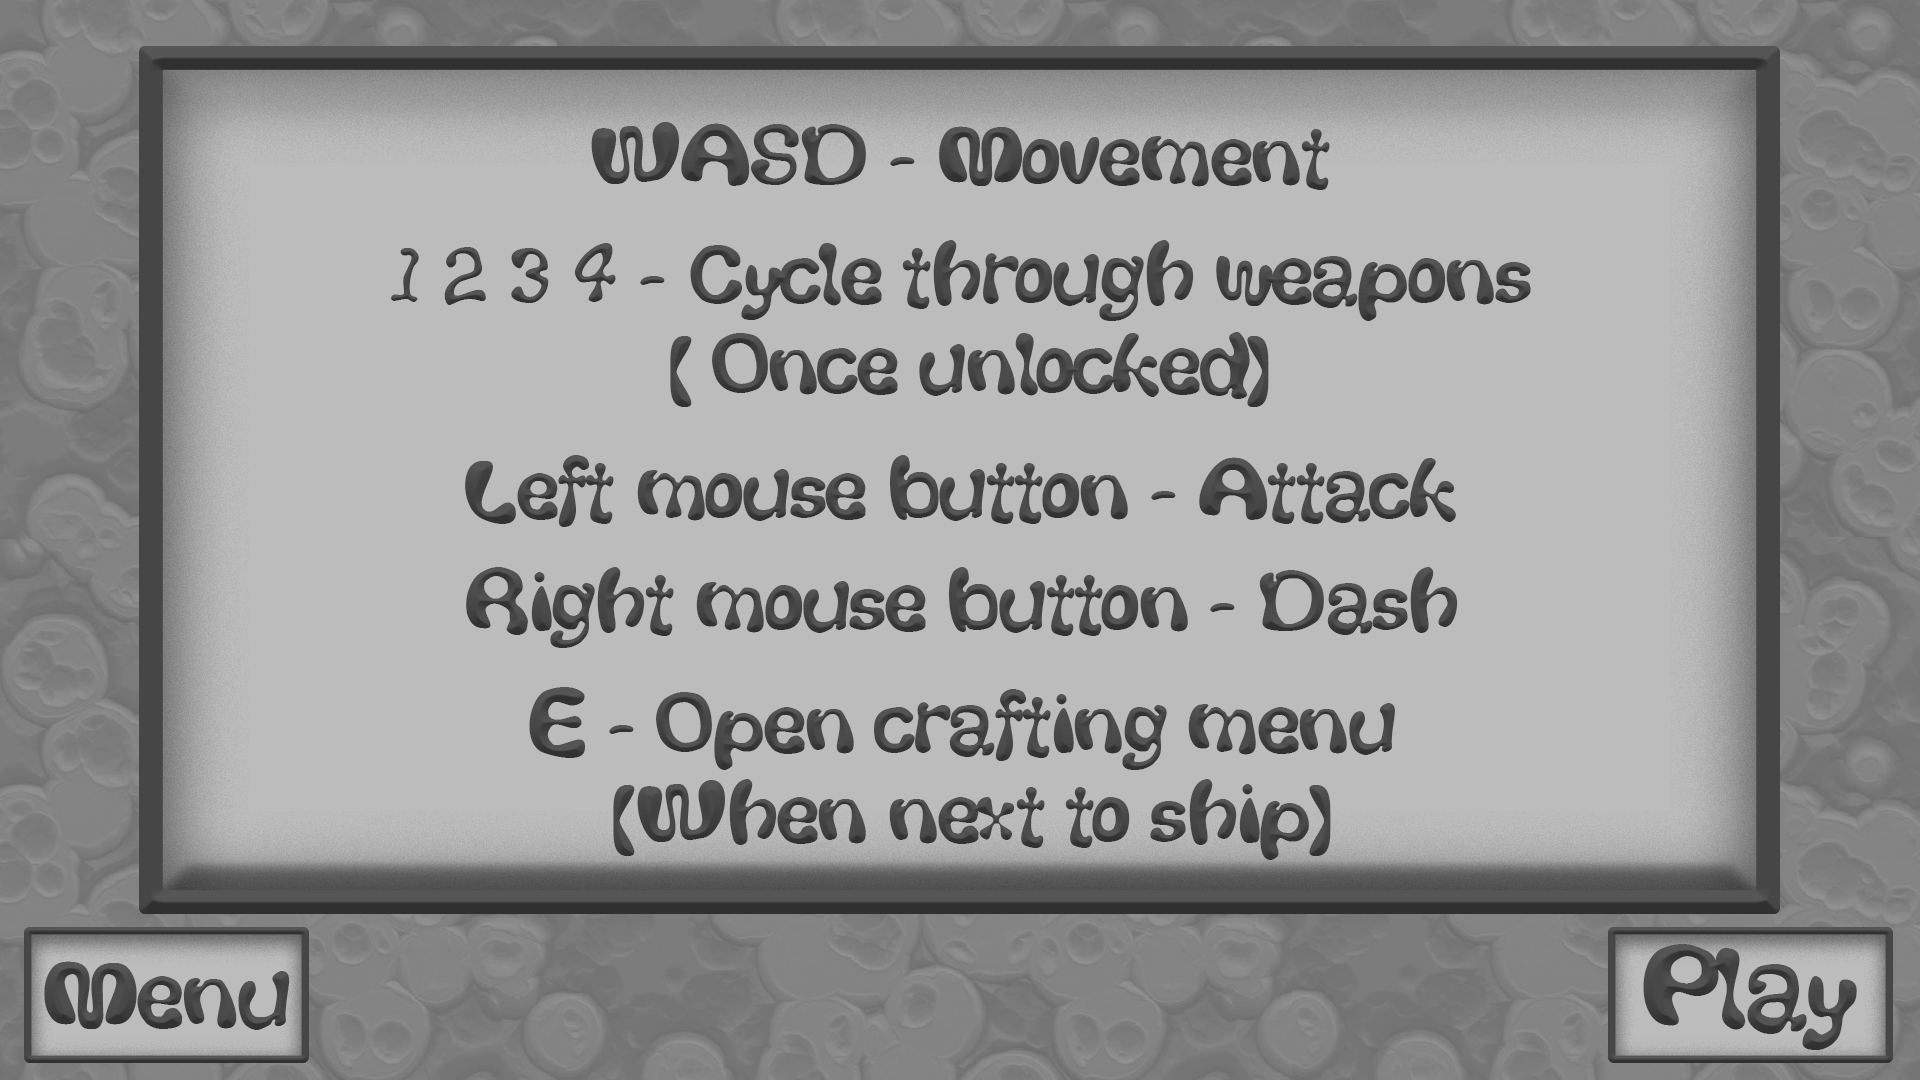 WASD - Movement
1 2 3 4 - Cycle through weapons
( Once unlocked)
Left mouse button - Attack
Right mouse button - Dash
E - Open crafting menu
(When next to ship)
Menu
Play